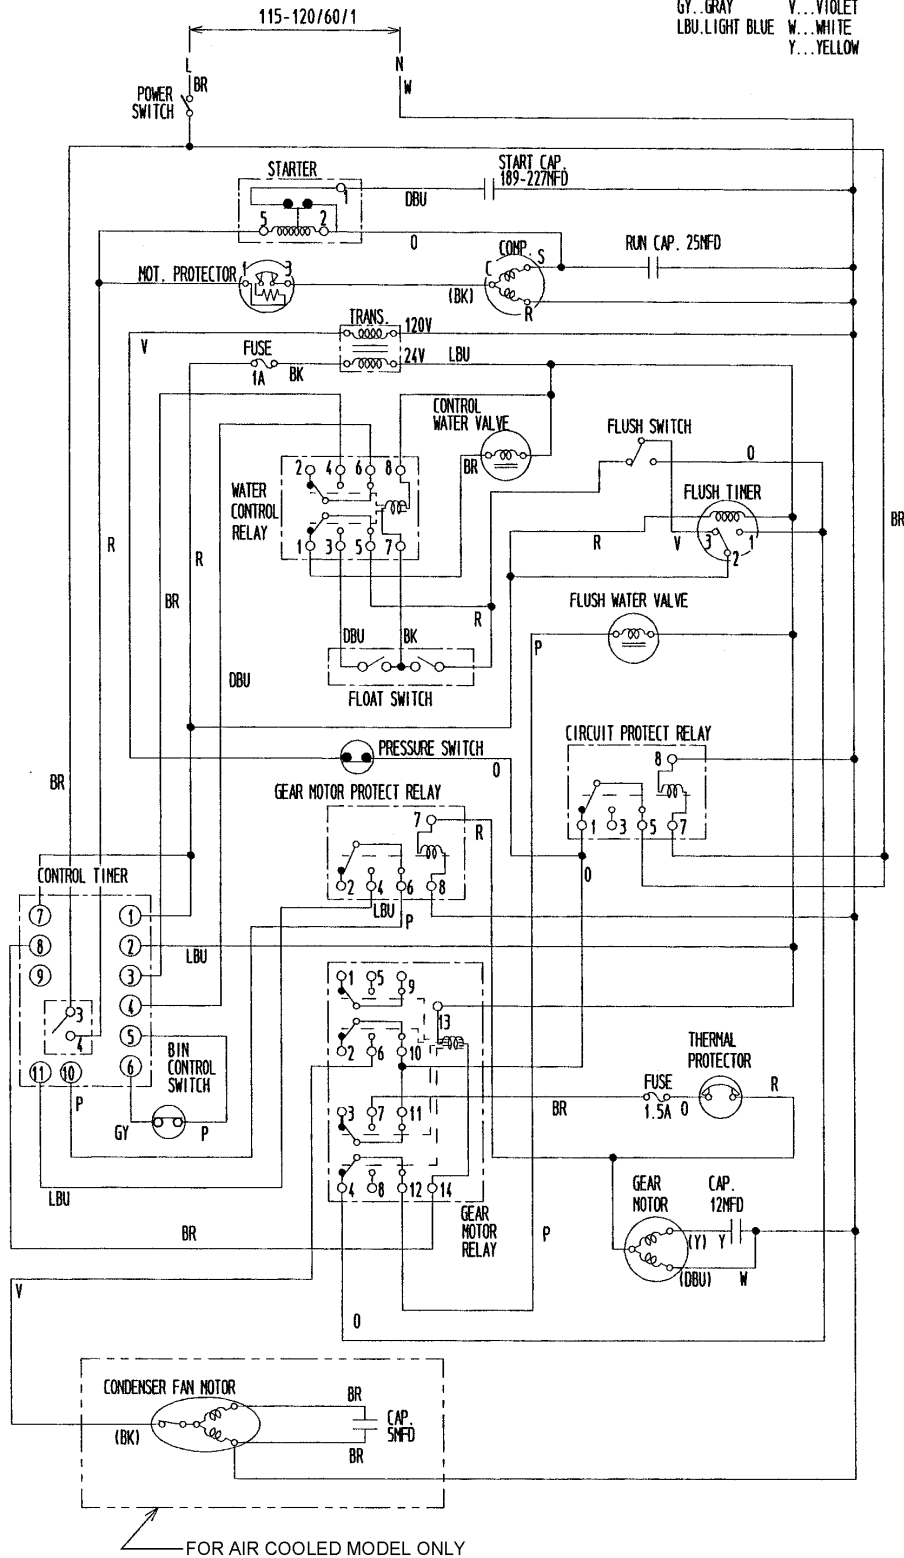 115-120/60/1
GY..GRAY V...VIOLET
LBU.LIGHT BLUE W...WHITE
Y...YELLOW
L N
BR W
POWER
SWITCH
STARTER
START CAP.
189-227MFD
1
DBU
5 2
O
COMP.
S
RUN CAP. 25MFD
MOT. PROTECTOR
1 3
C
(BK)
R
TRANS.
120V
V
FUSE
1A
BK
24V
LBU
CONTROL
WATER VALVE
BR
FLUSH SWITCH
O
2 4 6 8
WATER
CONTROL
RELAY
FLUSH TIMER
BR
R
R
R
V
3 1
2
1 3 5 7
BR
R
FLUSH WATER VALVE
DBU BK
P
DBU
FLOAT SWITCH
CIRCUIT PROTECT RELAY
PRESSURE SWITCH
O
8
BR
GEAR MOTOR PROTECT RELAY
7
R
1 3 5 7
O
CONTROL TIMER
2 4 6 8
LBU
P
7 1
8 2
LBU
9 3
3
4
4
5
6
11 10
P
BIN
CONTROL
SWITCH
GY P
1 5 9
13
2 6 10
THERMAL
PROTECTOR
FUSE
1.5A
O
R
BR
3 7 11
4 8 12 14
LBU
BR
GEAR
MOTOR
RELAY
P
GEAR
MOTOR
CAP.
12MFD
(Y) Y
(DBU) W
V
O
CONDENSER FAN MOTOR
BR
CAP.
5MFD
(BK)
BR
FOR AIR COOLED MODEL ONLY